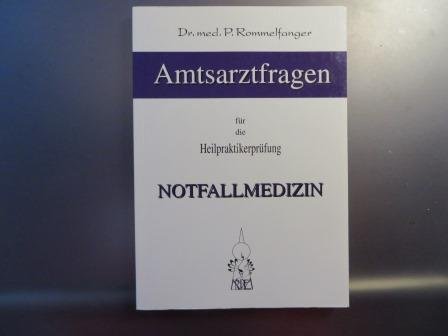 Dr. med. P. Rommelfanger
Amtsarztfragen
für
die
Heilpraktikerprüfung
NOTFALLMEDIZIN